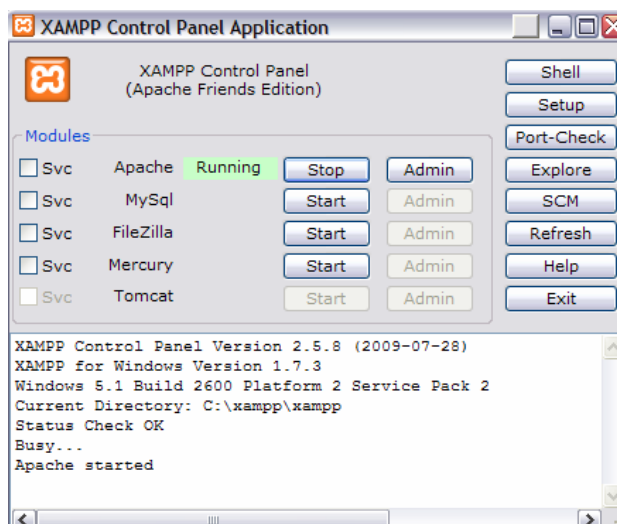 XAMPP Control Panel Application
XAMPP Control Panel
(Apache Friends Edition)
Shell
Setup
Port-Check
Explore
SCM
Refresh
Help
Exit
Modules
Svc Apache Running Stop Admin
Svc MySql Start Admin
Svc FileZilla Start Admin
Svc Mercury Start Admin
Svc Tomcat Start Admin
XAMPP Control Panel Version 2.5.8 (2009-07-28)
XAMPP for Windows Version 1.7.3
Windows 5.1 Build 2600 Platform 2 Service Pack 2
Current Directory: C:\xampp\xampp
Status Check OK
Busy...
Apache started